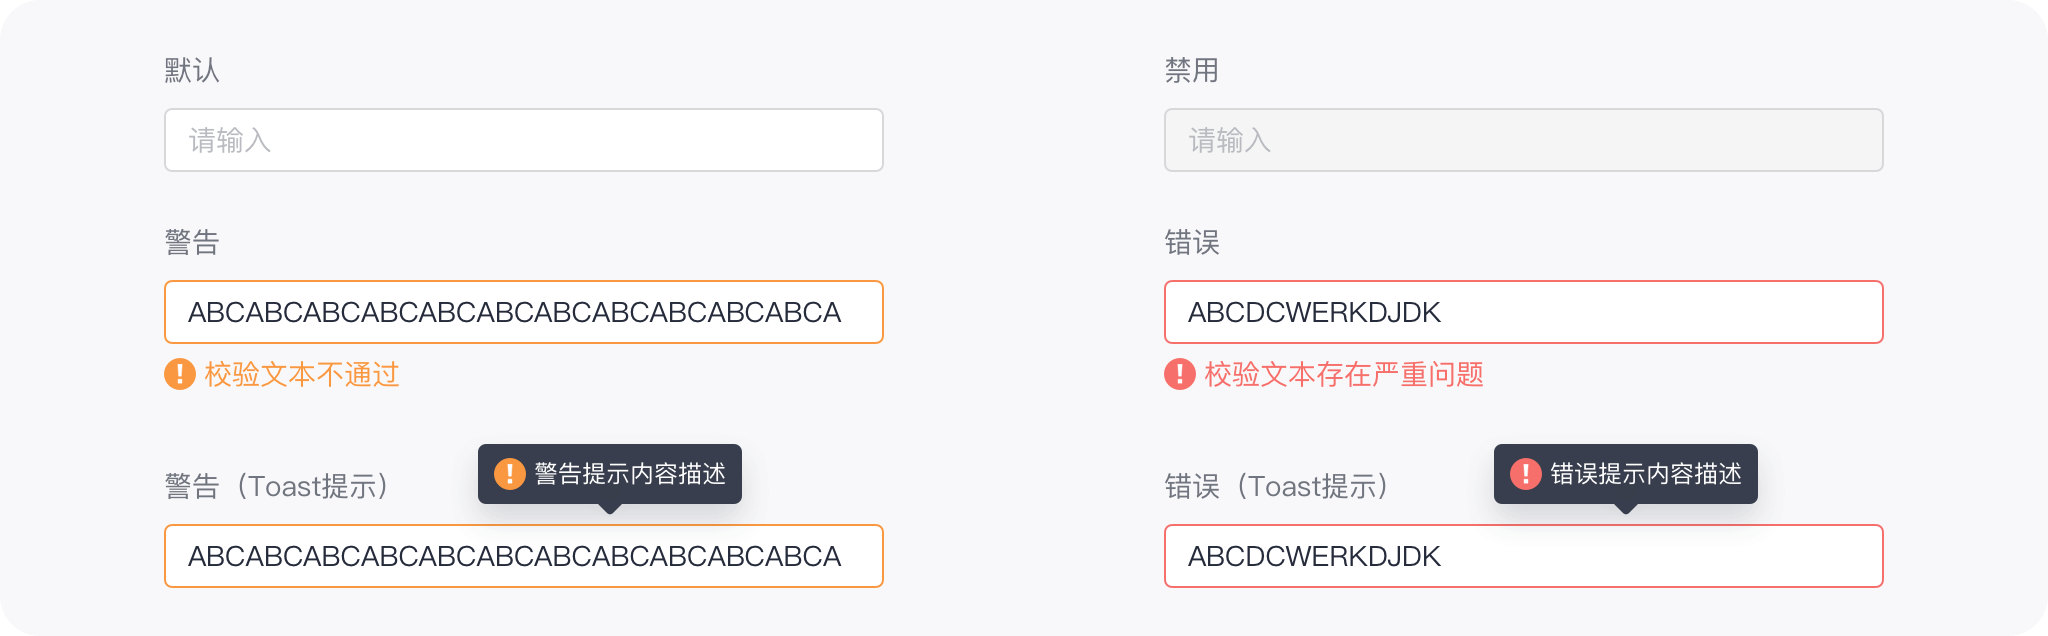 默认
禁用
请输入
请输入
警告
错误
ABCABCABCABCABCABCABCABCABCABCABCABCA
ABCDCWERKDJDK
校验文本不通过
校验文本存在严重问题
警告提示内容描述
错误提示内容描述
警告（Toast提示）
错误（Toast提示）
ABCABCABCABCABCABCABCABCABCABCABCABCA
ABCDCWERKDJDK